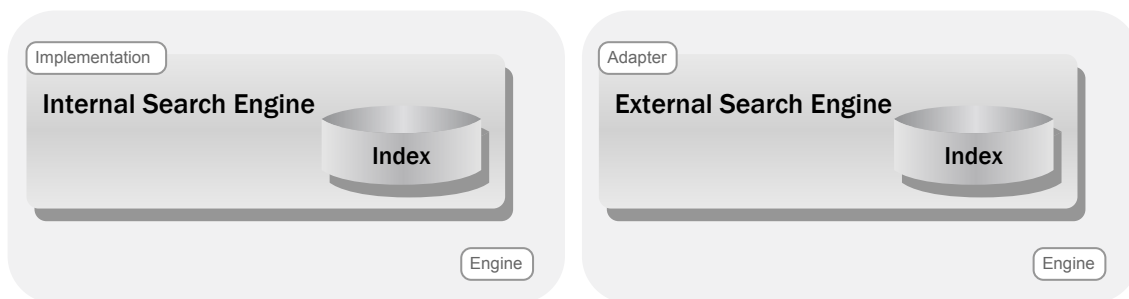 Implementation
Internal Search Engine
Index
Engine
Adapter
External Search Engine
Index
Engine